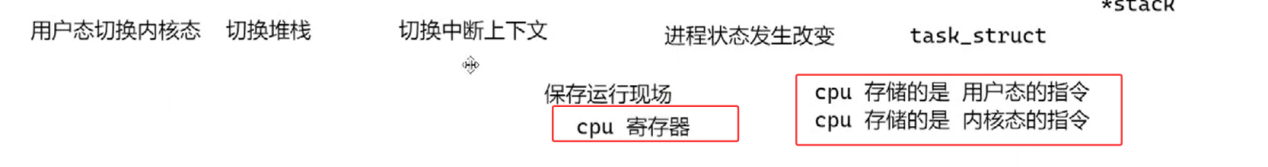 *stack
用户态切换内核态 切换堆栈 切换中断上下文 进程状态发生改变 task_struct
保存运行现场
cpu 寄存器
cpu 存储的是 用户态的指令
cpu 存储的是 内核态的指令